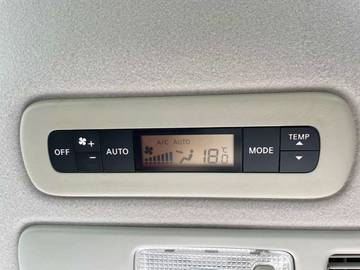 OFF
+
−
AUTO
A/C AUTO
18.0
°C
MODE
TEMP